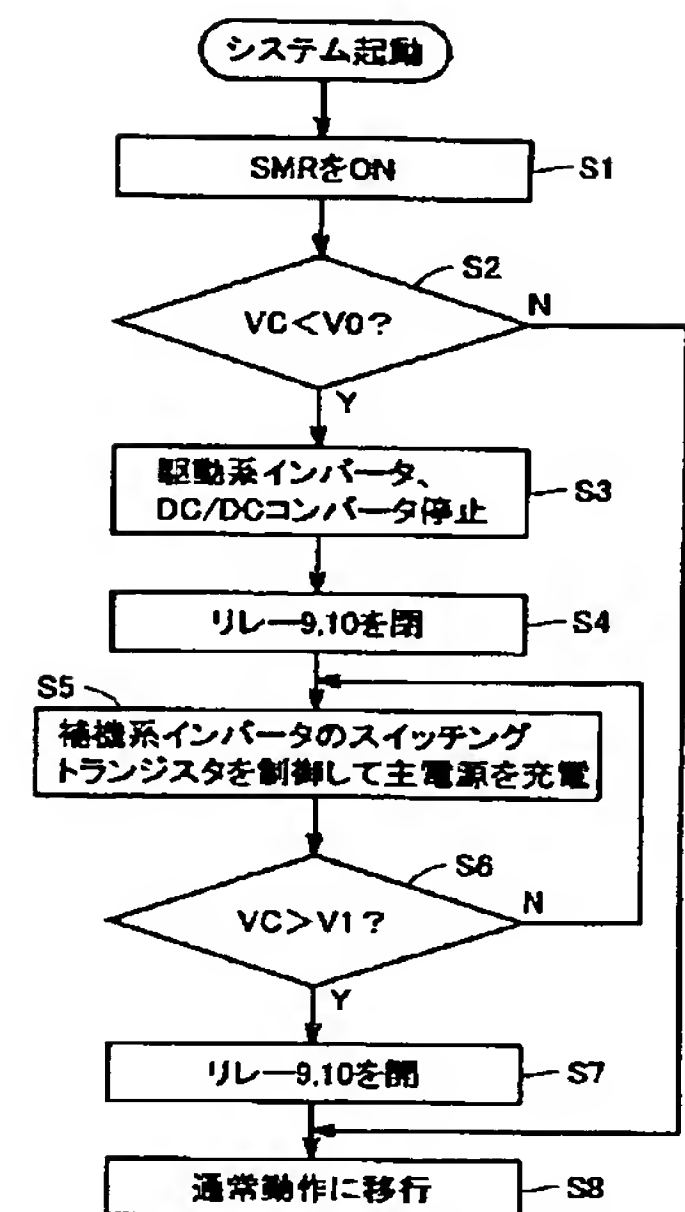 システム起動
SMRをON
S1
S2
VC<V0?
N
Y
駆動系インバータ、
DC/DCコンバータ停止
S3
リレー9,10を閉
S4
S5
補機系インバータのスイッチング
トランジスタを制御して主電源を充電
S6
VC>V1?
N
Y
リレー9,10を開
S7
通常動作に移行
S8